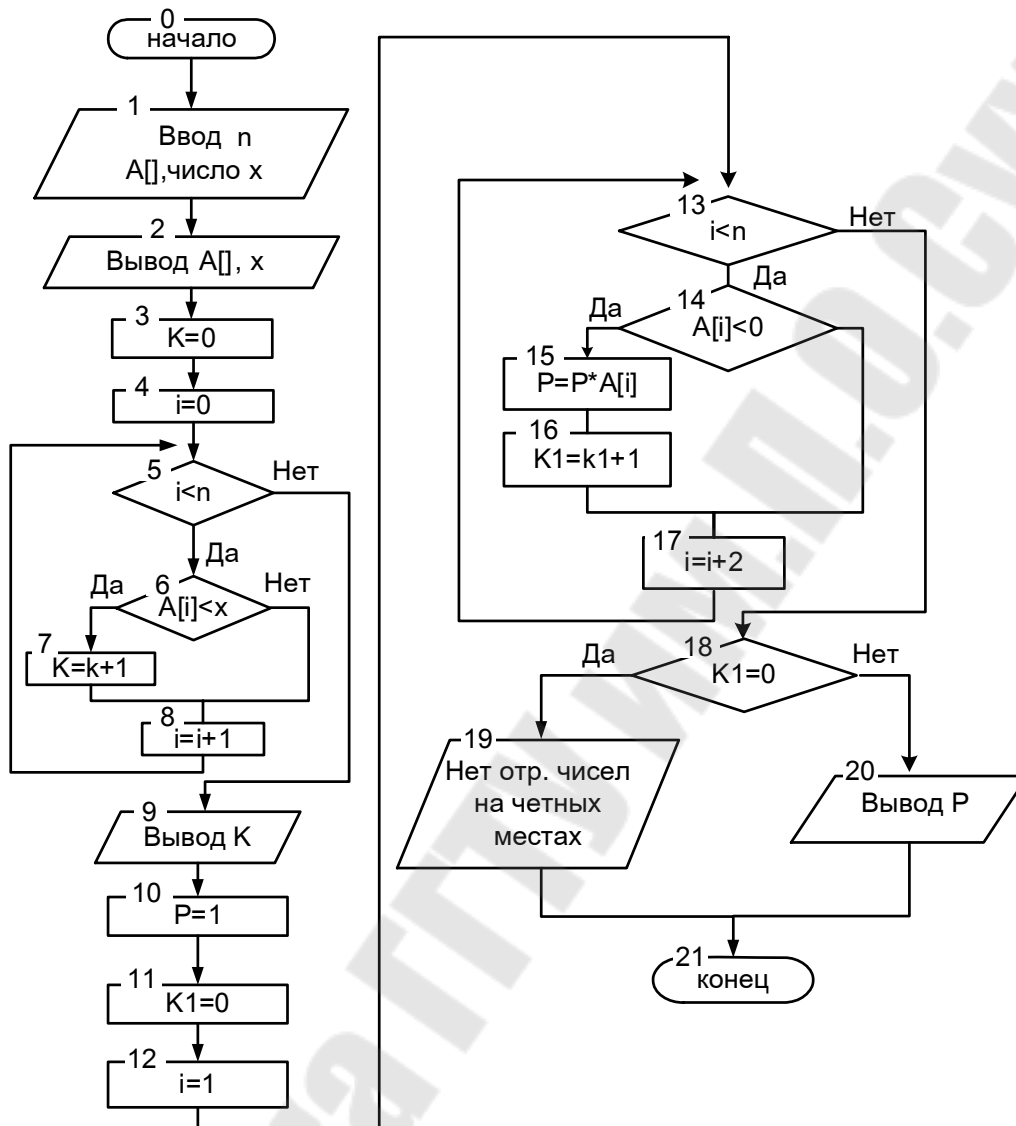 0
начало
1
Ввод n
A[],число x
2
Вывод A[], x
3
K=0
4
i=0
5
i<n
Нет
Да
6
A[i]<x
Да
Нет
7
K=k+1
8
i=i+1
9
Вывод K
10
P=1
11
K1=0
12
i=1
13
i<n
Нет
Да
14
A[i]<0
Да
15
P=P*A[i]
16
K1=k1+1
17
i=i+2
18
K1=0
Да
Нет
19
Нет отр. чисел
на четных
местах
20
Вывод P
21
конец
ГГТУ им.П.О.